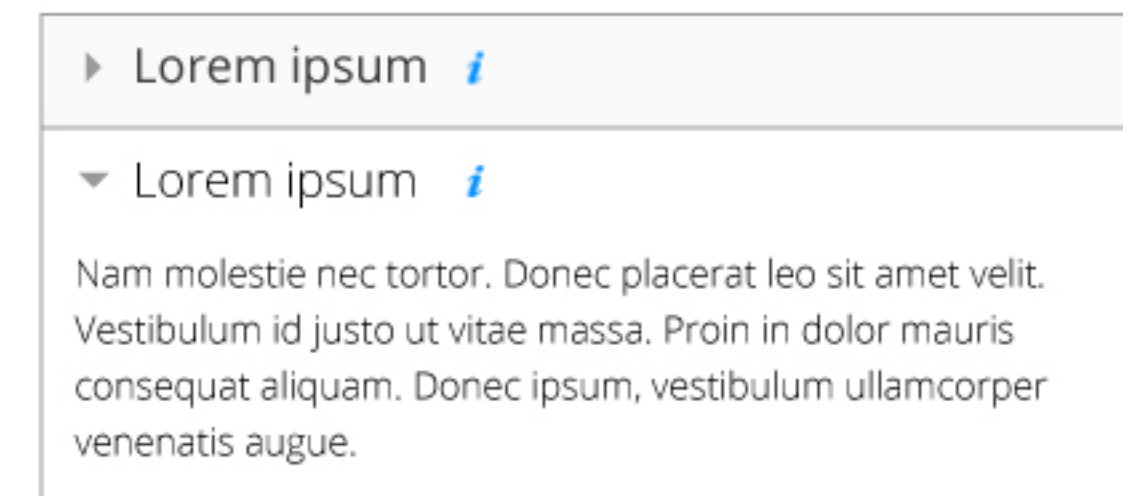 Lorem ipsum i
Lorem ipsum i
Nam molestie nec tortor. Donec placerat leo sit amet velit.
Vestibulum id justo ut vitae massa. Proin in dolor mauris
consequat aliquam. Donec ipsum, vestibulum ullamcorper
venenatis augue.